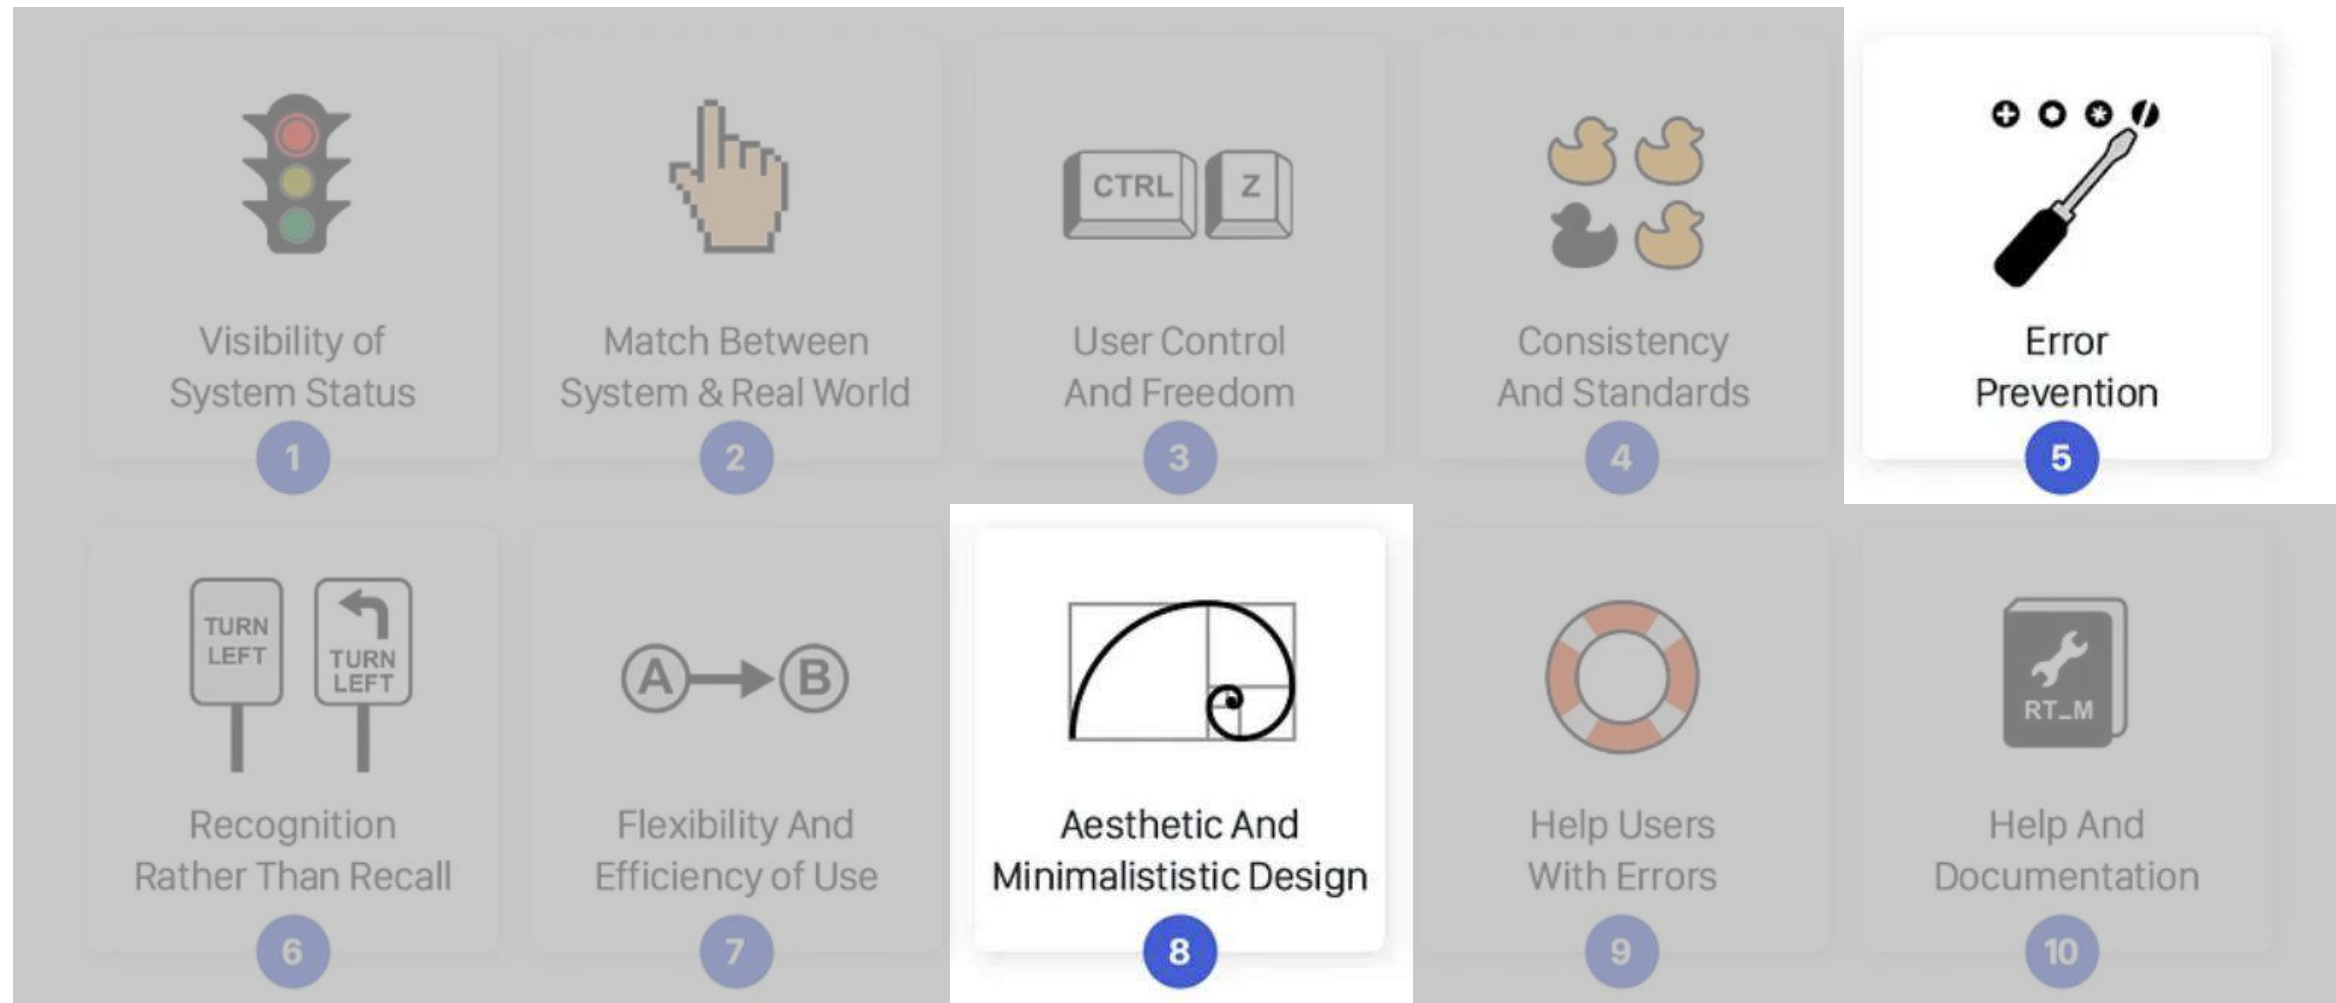 CTRL Z
Visibility of
System Status
1
Match Between
System & Real World
2
User Control
And Freedom
3
Consistency
And Standards
4
Error
Prevention
5
TURN
LEFT
TURN
LEFT
RT_M
Recognition
Rather Than Recall
6
A B
Flexibility And
Efficiency of Use
7
Aesthetic And
Minimalististic Design
8
Help Users
With Errors
9
Help And
Documentation
10